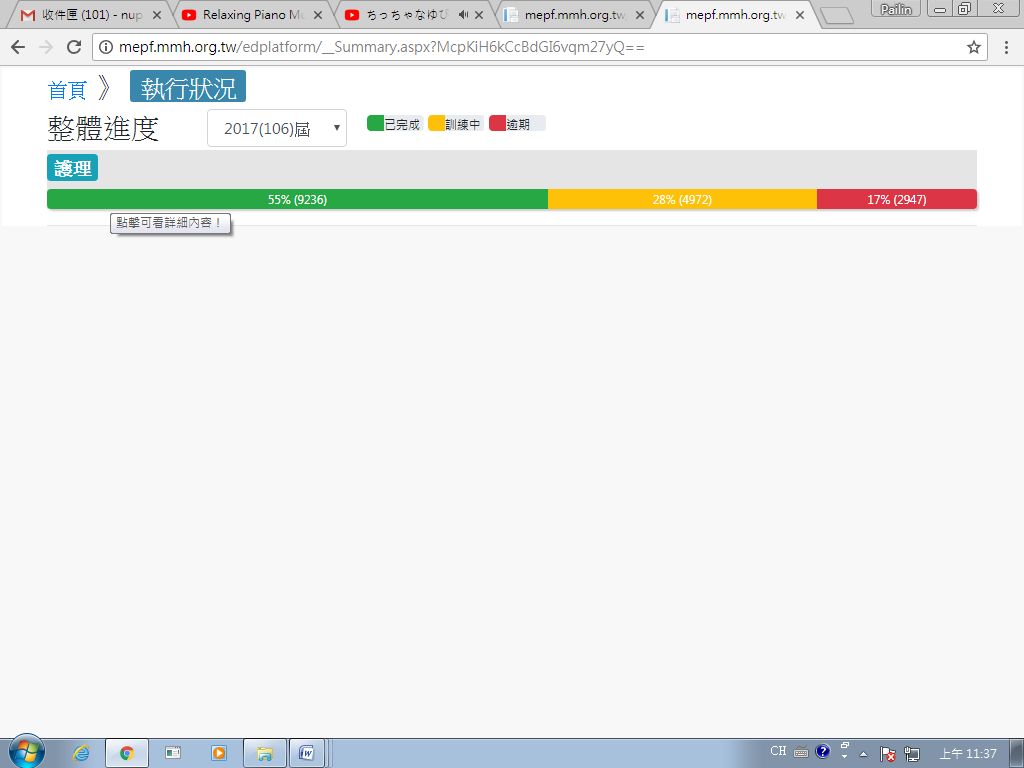 收件匣 (101) - nup
Relaxing Piano Mu
ちっちゃなゆび
mepf.mmh.org.tw
mepf.mmh.org.tw
Pailin
mepf.mmh.org.tw/edplatform/__Summary.aspx?McpKiH6kCcBdGI6vqm27yQ==
首頁 》 執行狀況
整體進度 2017(106)屆 已完成 訓練中 逾期
護理
55% (9236) 28% (4972) 17% (2947)
點擊可看詳細內容！
CH 上午 11:37